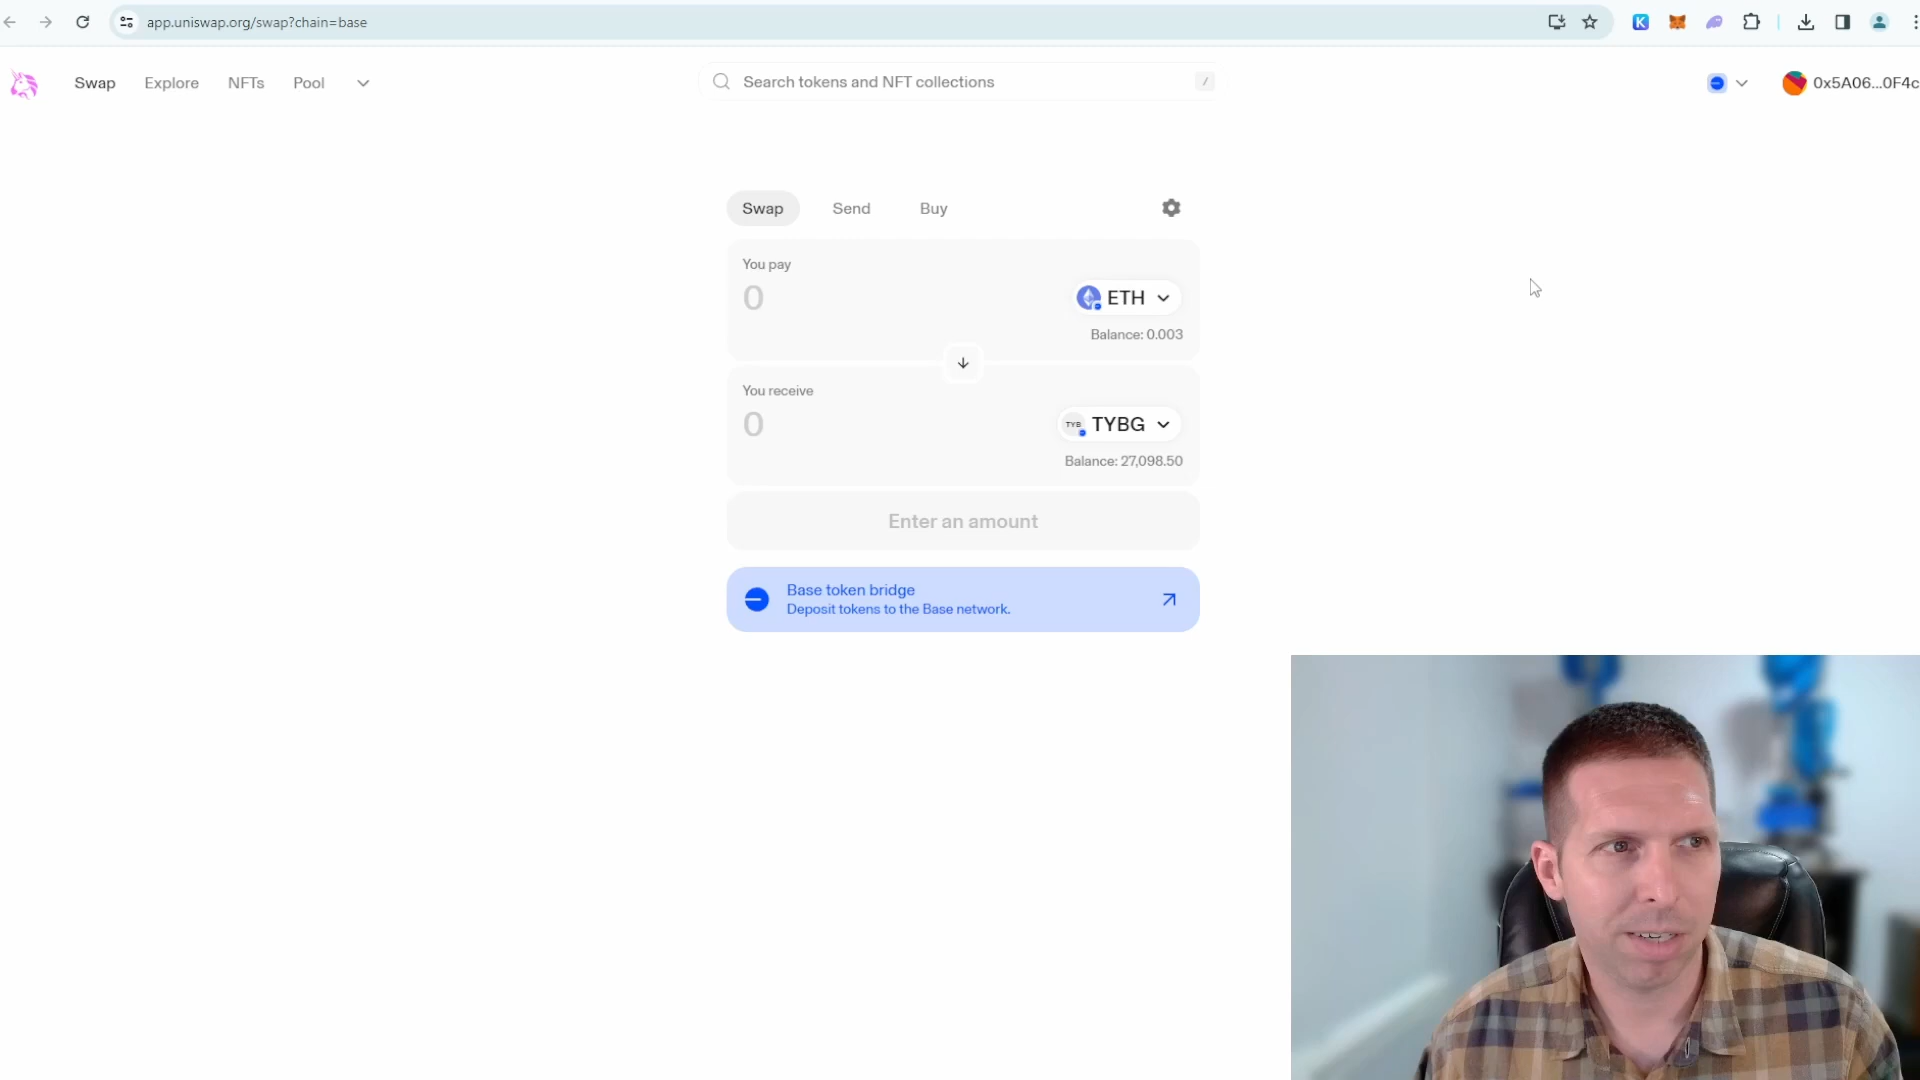 app.uniswap.org/swap?chain=base
Swap
Explore
NFTs
Pool
Search tokens and NFT collections
/
0x5A06...0F4c
Swap
Send
Buy
You pay
0
ETH
Balance: 0.003
You receive
0
TYB
TYBG
Balance: 27,098.50
Enter an amount
Base token bridge
Deposit tokens to the Base network.